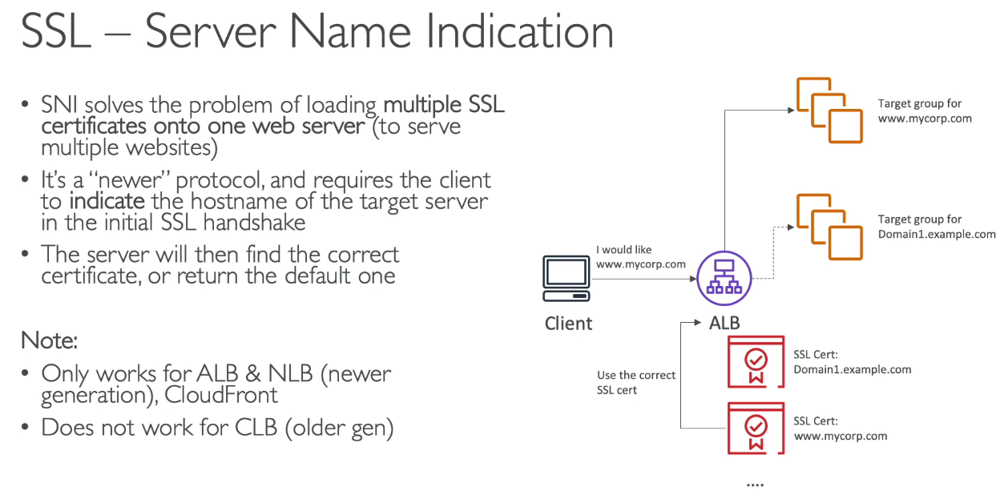 SSL – Server Name Indication
• SNI solves the problem of loading multiple SSL
certificates onto one web server (to serve
multiple websites)
• It's a “newer” protocol, and requires the client
to indicate the hostname of the target server
in the initial SSL handshake
• The server will then find the correct
certificate, or return the default one
Note:
• Only works for ALB & NLB (newer
generation), CloudFront
• Does not work for CLB (older gen)
Target group for
www.mycorp.com
Target group for
Domain1.example.com
I would like
www.mycorp.com
Client
ALB
Use the correct
SSL cert
SSL Cert:
Domain1.example.com
SSL Cert:
www.mycorp.com
....